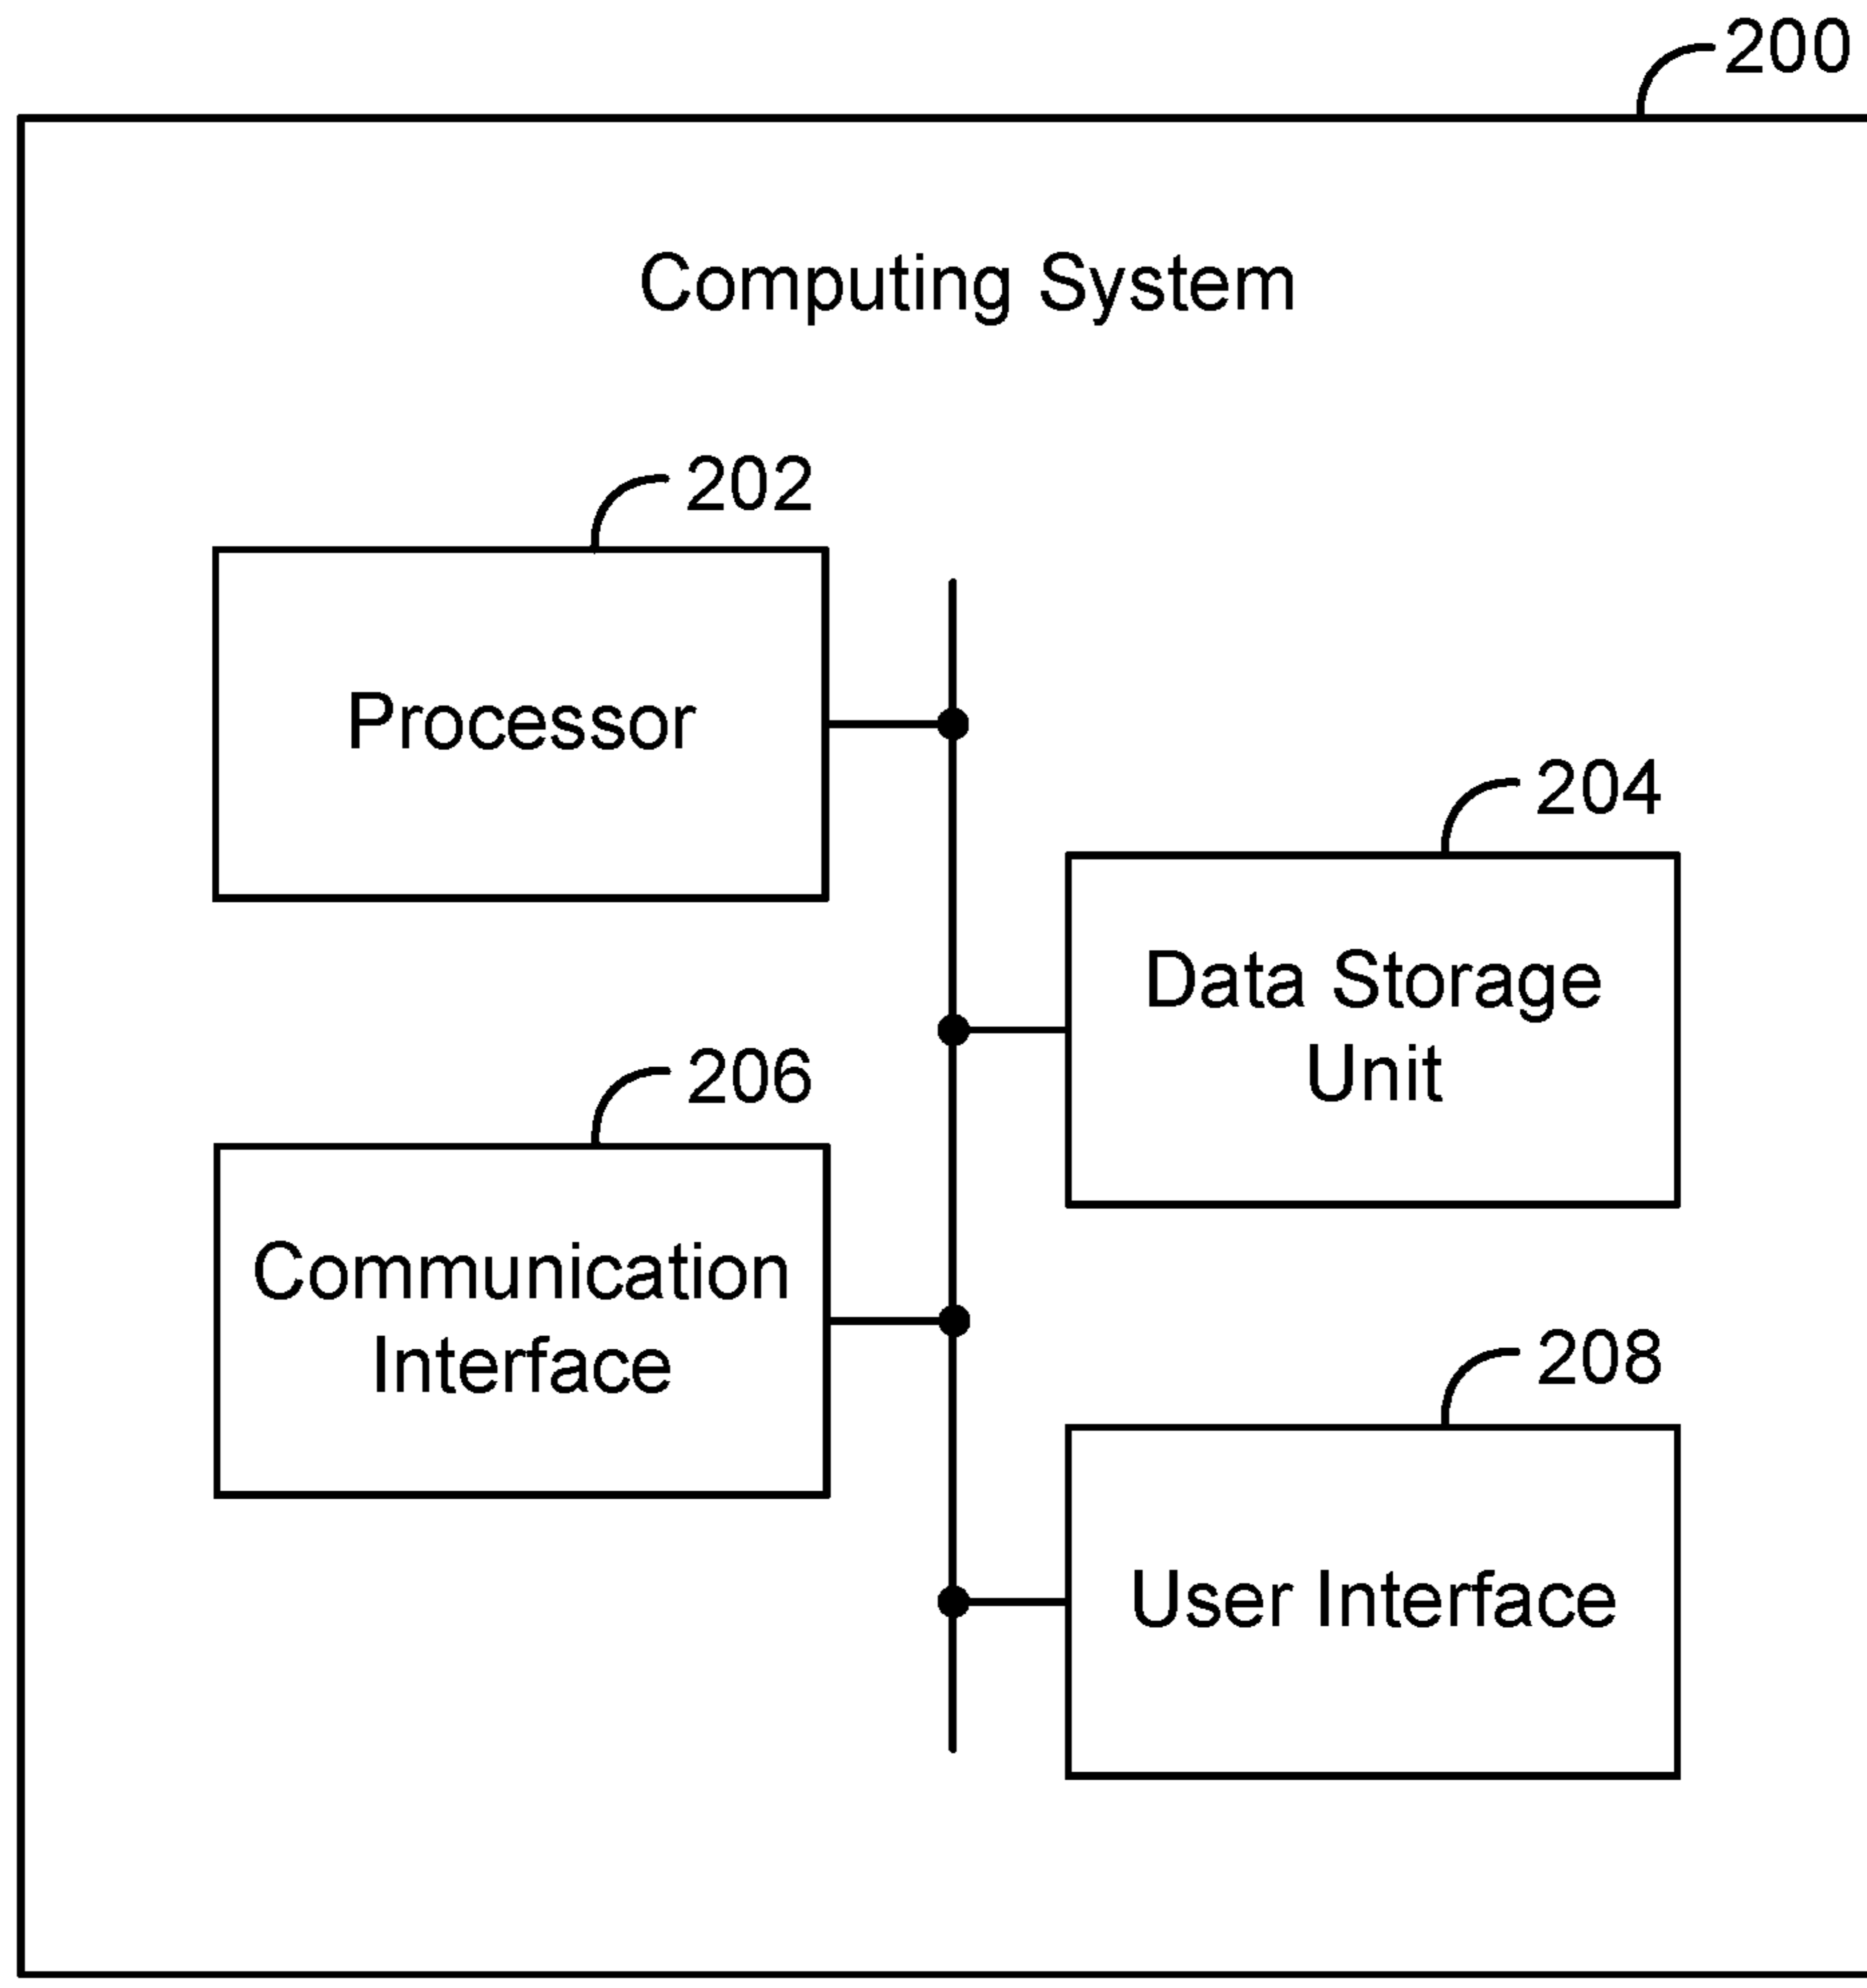 200
Computing System
202
Processor
204
Data Storage
Unit
206
Communication
Interface
208
User Interface